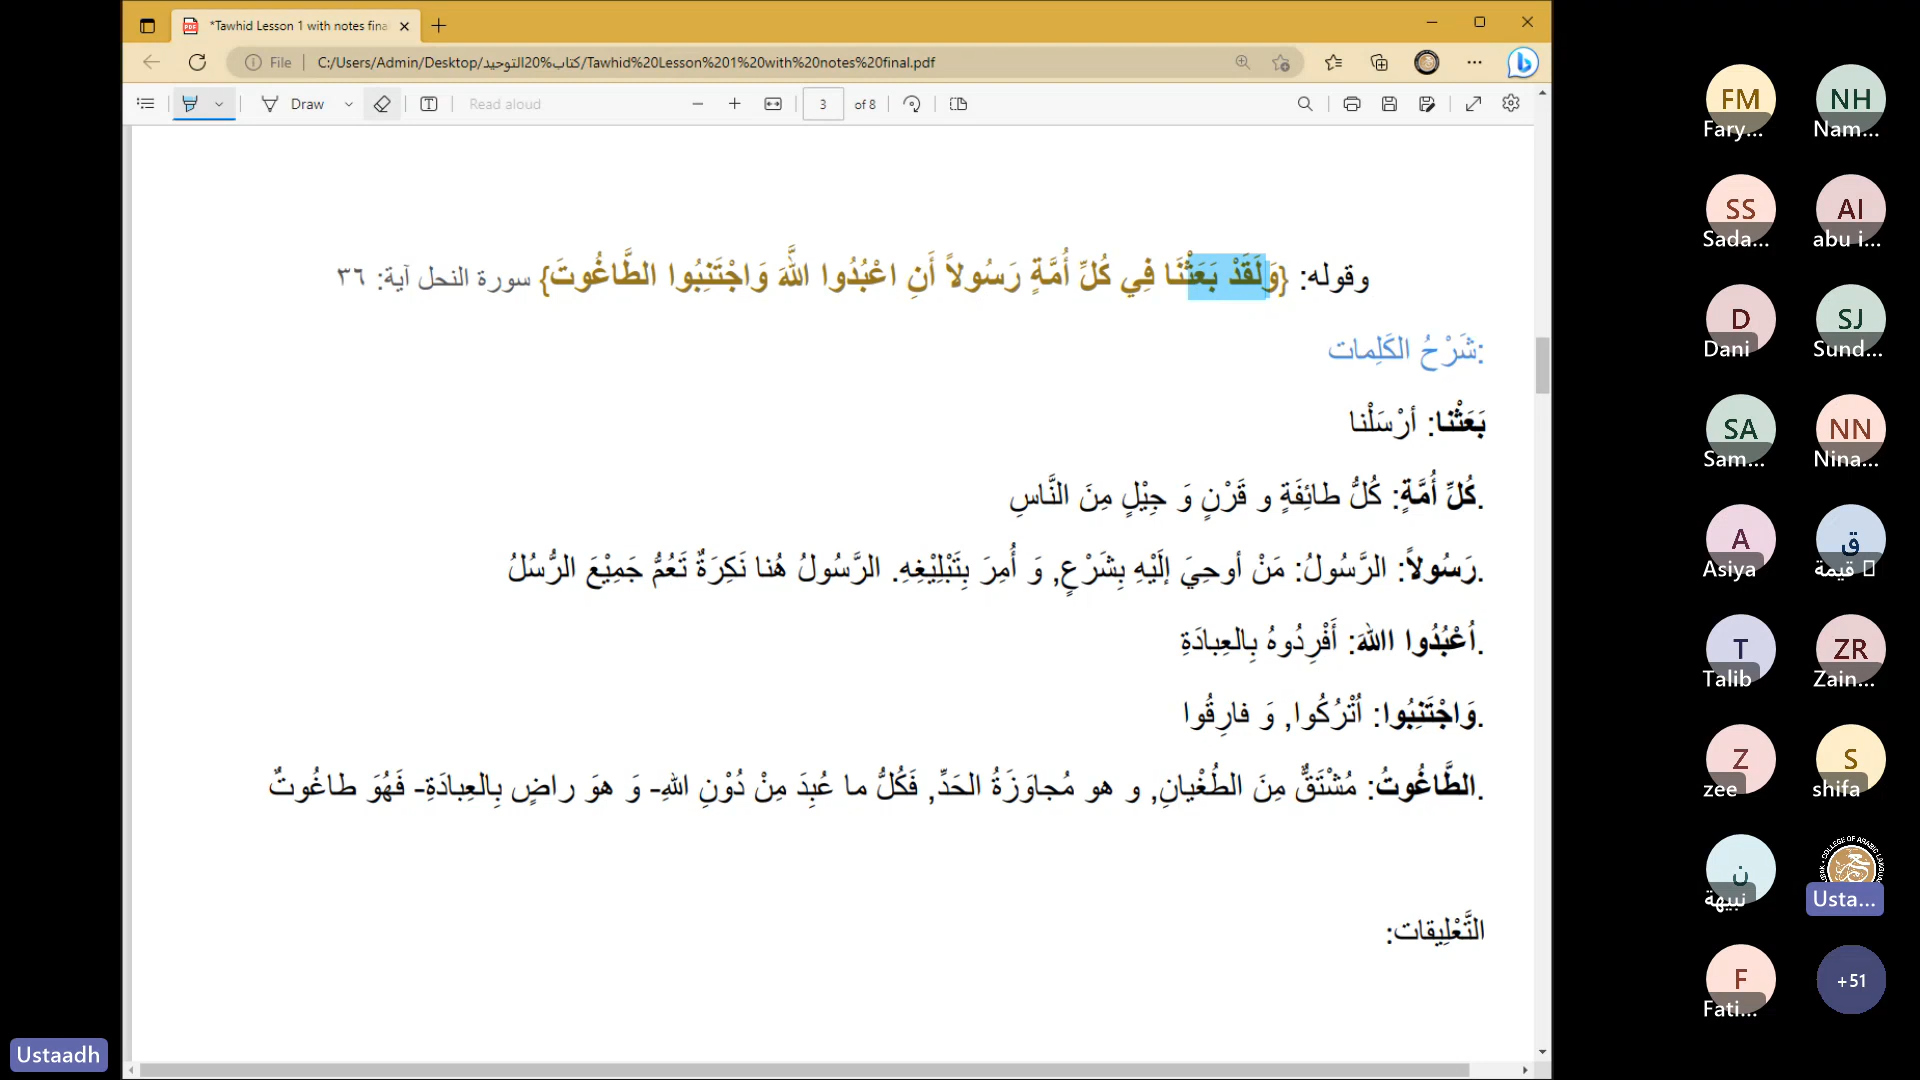 *Tawhid Lesson 1 with notes fina
File C:/Users/Admin/Desktop/كتاب%20التوحيد/Tawhid%20Lesson%201%20with%20notes%20final.pdf
Draw Read aloud 3 of 8
وقوله: {وَلَقَدْ بَعَثْنَا فِي كُلِّ أُمَّةٍ رَسُولاً أَنِ اعْبُدُوا اللَّهَ وَاجْتَنِبُوا الطَّاغُوتَ} سورة النحل آية: ٣٦
شَرْحُ الكَلِمات:
بَعَثْنا: أرْسَلْنا
كُلِّ أُمَّةٍ: كُلُّ طائِفَةٍ و قَرْنٍ وَ جِيْلٍ مِنَ النَّاسِ.
رَسُولاً: الرَّسُولُ: مَنْ أوحِيَ إلَيْهِ بِشَرْعٍ, وَ أُمِرَ بِتَبْلِيْغِهِ. الرَّسُولُ هُنا نَكِرَةٌ تَعُمُّ جَمِيْعَ الرُّسُلُ.
اُعْبُدُوا االلهَ: أَفْرِدُوهُ بِالعِبادَةِ.
وَاجْتَنِبُوا: اُتْرُكُوا, وَ فارِقُوا.
الطَّاغُوتُ: مُشْتَقٌّ مِنَ الطُغْيانِ, و هو مُجاوَزَةُ الحَدِّ, فَكُلُّ ما عُبِدَ مِنْ دُوْنِ اللهِ- وَ هوَ راضٍ بِالعِبادَةِ- فَهُوَ طاغُوتٌ.
التَّعْلِيقات:
FM Fary...
NH Nam...
SS Sada...
AI abu i...
D Dani
SJ Sund...
SA Sam...
NN Nina...
A Asiya
ق قيمة
T Talib
ZR Zain...
Z zee
S shifa
ن نبيهة
Usta...
F Fati...
+51
Ustaadh